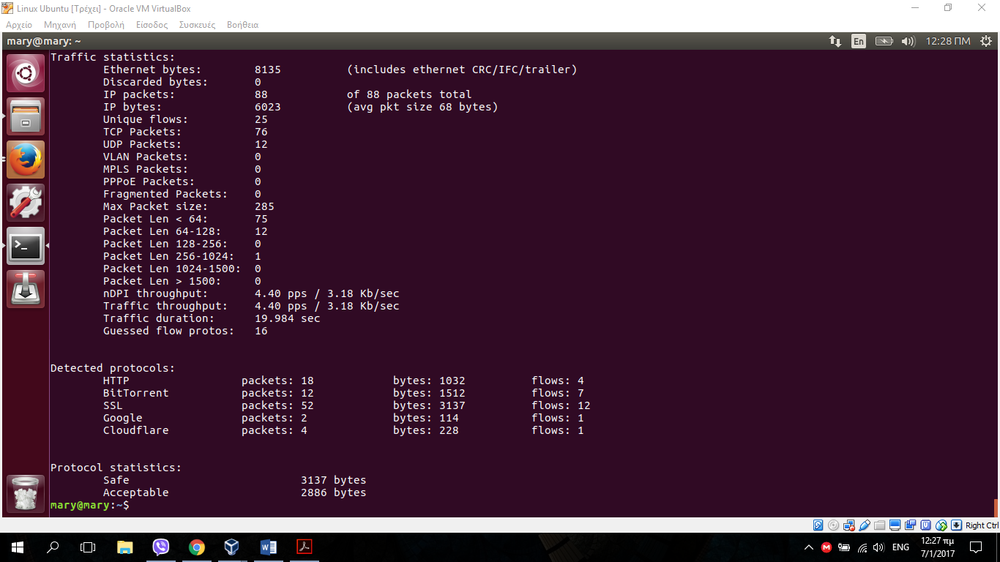 Linux Ubuntu [Τρέχει] - Oracle VM VirtualBox
Αρχείο Μηχανή Προβολή Είσοδος Συσκευές Βοήθεια
mary@mary: ~ En 12:28 ΠΜ
Traffic statistics:
Ethernet bytes: 8135 (includes ethernet CRC/IFC/trailer)
Discarded bytes: 0
IP packets: 88 of 88 packets total
IP bytes: 6023 (avg pkt size 68 bytes)
Unique flows: 25
TCP Packets: 76
UDP Packets: 12
VLAN Packets: 0
MPLS Packets: 0
PPPoE Packets: 0
Fragmented Packets: 0
Max Packet size: 285
Packet Len < 64: 75
Packet Len 64-128: 12
Packet Len 128-256: 0
Packet Len 256-1024: 1
Packet Len 1024-1500: 0
Packet Len > 1500: 0
nDPI throughput: 4.40 pps / 3.18 Kb/sec
Traffic throughput: 4.40 pps / 3.18 Kb/sec
Traffic duration: 19.984 sec
Guessed flow protos: 16
Detected protocols:
HTTP packets: 18 bytes: 1032 flows: 4
BitTorrent packets: 12 bytes: 1512 flows: 7
SSL packets: 52 bytes: 3137 flows: 12
Google packets: 2 bytes: 114 flows: 1
Cloudflare packets: 4 bytes: 228 flows: 1
Protocol statistics:
Safe 3137 bytes
Acceptable 2886 bytes
mary@mary:~$
Right Ctrl
ENG 12:27 πμ
7/1/2017